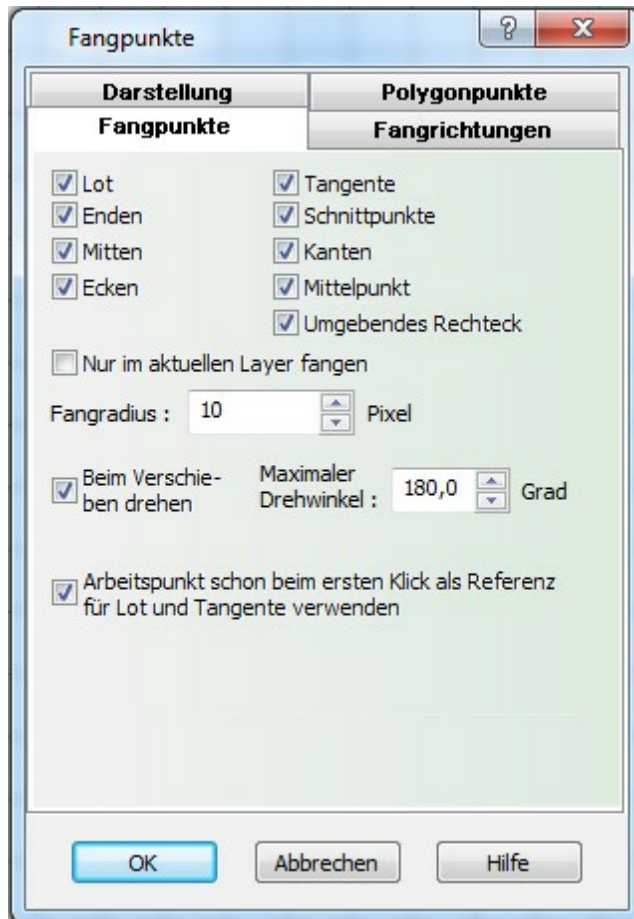 Fangpunkte
Darstellung Polygonpunkte
Fangpunkte Fangrichtungen
Lot Tangente
Enden Schnittpunkte
Mitten Kanten
Ecken Mittelpunkt
Umgebendes Rechteck
Nur im aktuellen Layer fangen
Fangradius : 10 Pixel
Beim Verschie-
ben drehen
Maximaler
Drehwinkel : 180,0 Grad
Arbeitspunkt schon beim ersten Klick als Referenz
für Lot und Tangente verwenden
OK Abbrechen Hilfe